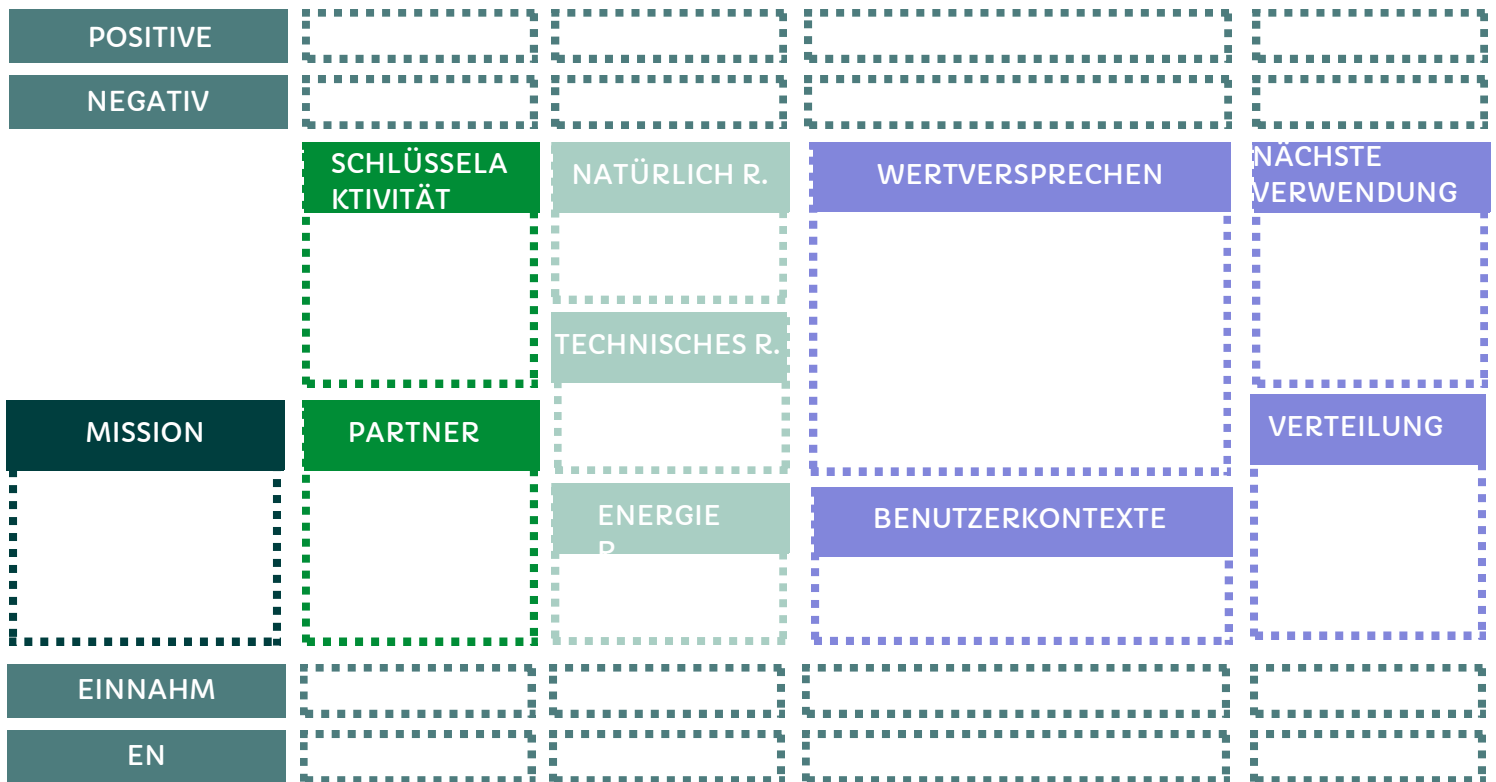 POSITIVE
NEGATIV
SCHLÜSSELA
KTIVITÄT
NATÜRLICH R.
WERTVERSPRECHEN
NÄCHSTE
VERWENDUNG
TECHNISCHES R.
MISSION
PARTNER
VERTEILUNG
ENERGIE
R
BENUTZERKONTEXTE
EINNAHM
EN